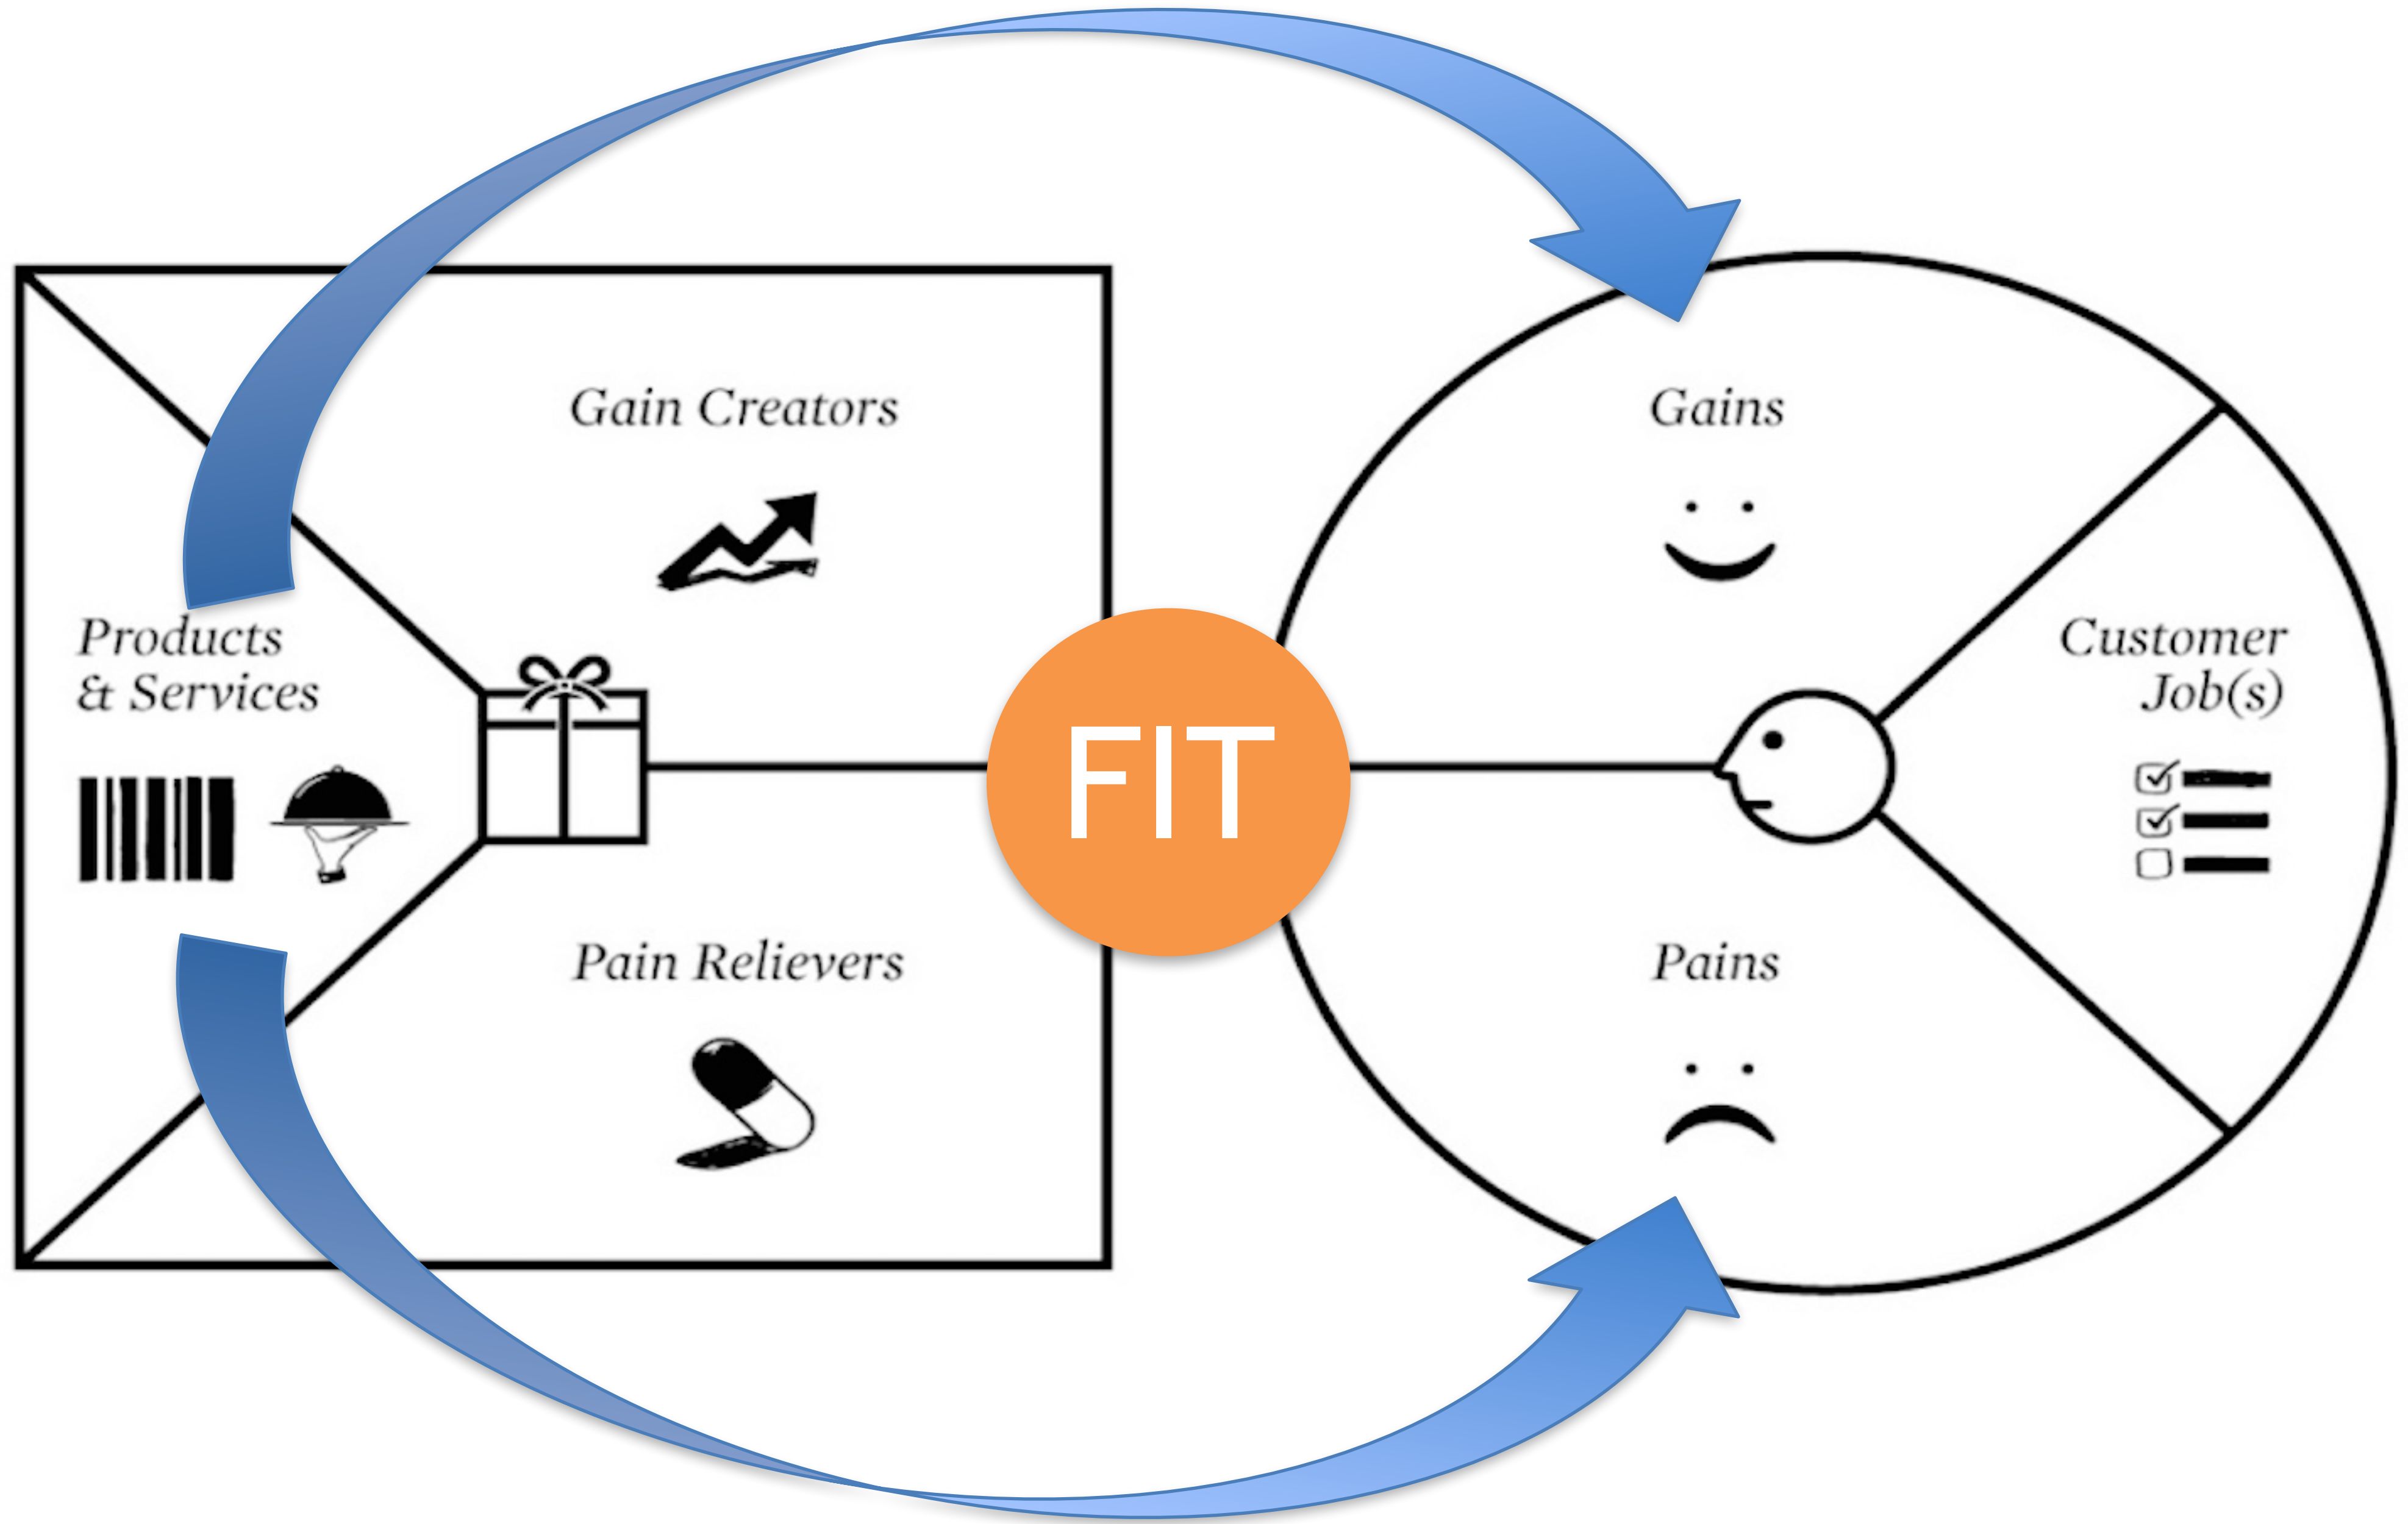 Gain Creators
Gains
Products
& Services
FIT
Customer
Job(s)
Pain Relievers
Pains